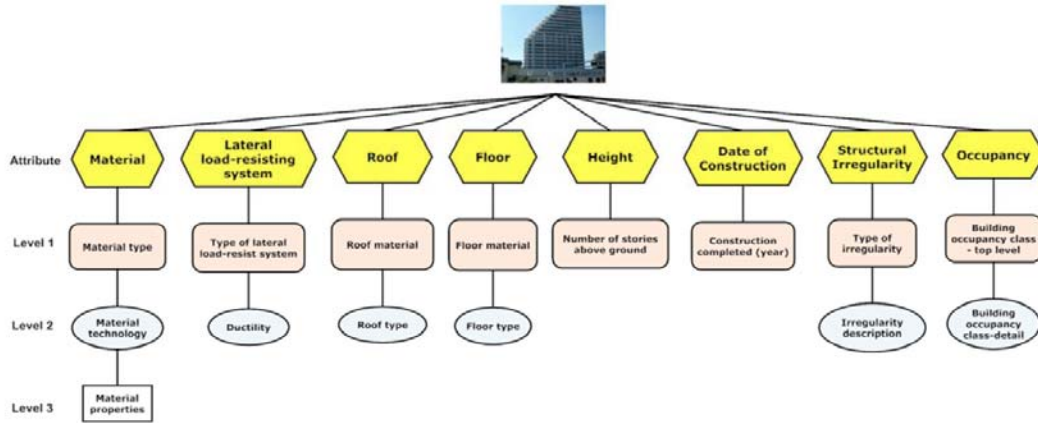 Attribute
Material
Lateral
load-resisting
system
Roof
Floor
Height
Date of
Construction
Structural
Irregularity
Occupancy
Level 1
Material type
Type of lateral
load-resist system
Roof material
Floor material
Number of stories
above ground
Construction
completed (year)
Type of
irregularity
Building
occupancy class
- top level
Level 2
Material
technology
Ductility
Roof type
Floor type
Irregularity
description
Building
occupancy
class-detail
Level 3
Material
properties